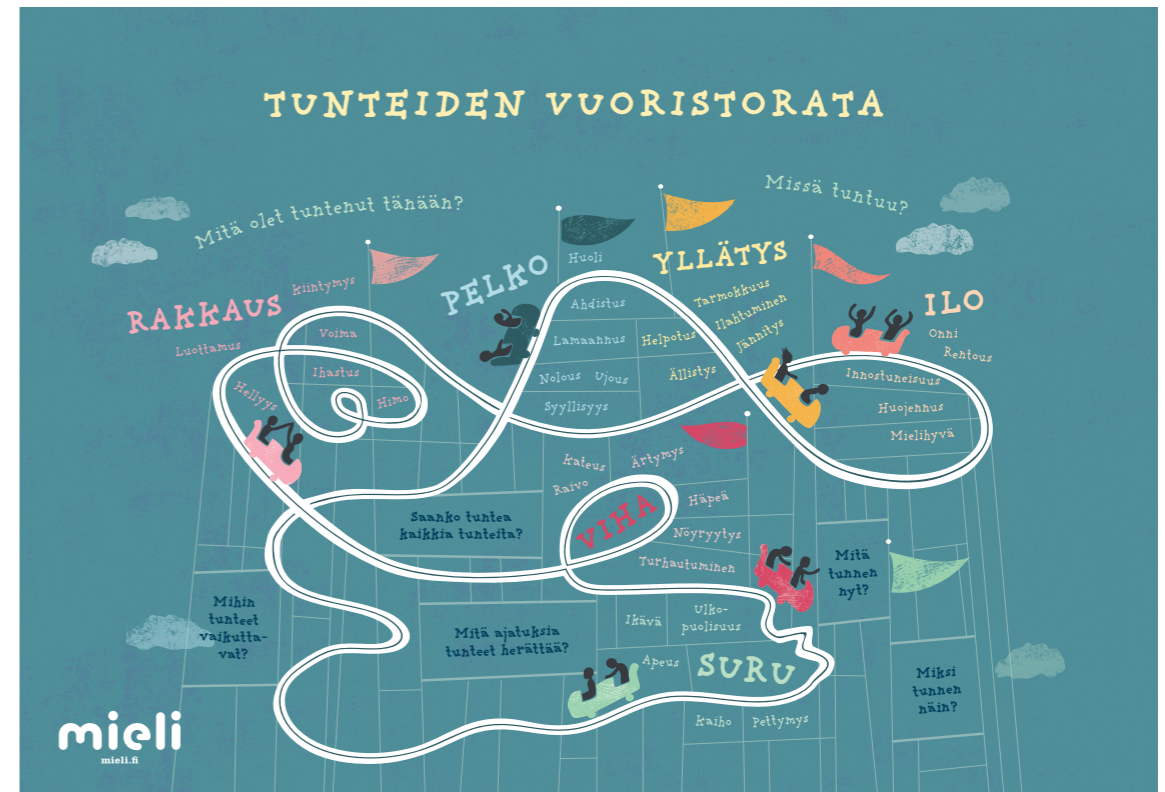 TUNTEIDEN VUORISTORATA
Mitä olet tuntenut tänään?
Missä tuntuu?
RAKKAUS
Kiintymys
Luottamus
Voima
Ihastus
Hellyys
Himo
PELKO
Huoli
Ahdistus
Lamaannus
Nolous
Ujous
Syyllisyys
YLLÄTYS
Tarmokkuus
Ilahtuminen
Jännitys
Helpotus
Ällistys
ILO
Onni
Rentous
Innostuneisuus
Huojennus
Mielihyvä
VIHA
Kateus
Ärtymys
Raivo
Häpeä
Nöyryytys
Turhautuminen
Saanko tuntea
kaikkia tunteita?
Mitä
tunnen
nyt?
Mihin
tunteet
vaikutta-
vat?
Mitä ajatuksia
tunteet herättää?
Ikävä
Ulko-
puolisuus
Apeus
SURU
Kaiho
Pettymys
Miksi
tunnen
näin?
mieli
mieli.fi